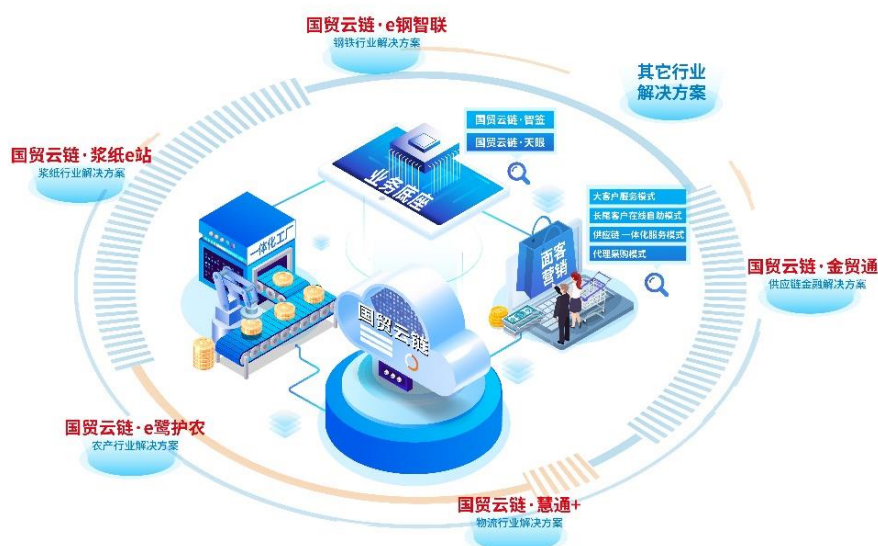 国贸云链·e钢智联
钢铁行业解决方案
其它行业
解决方案
国贸云链·智签
国贸云链·天眼
业务底座
国贸云链·浆纸e站
浆纸行业解决方案
大客户服务模式
长尾客户在线自助模式
供应链一体化服务模式
代理采购模式
一体化工厂
面客
营销
国贸云链·金贸通
供应链金融解决方案
国贸云链
国贸云链·e鹭护农
农产行业解决方案
国贸云链·慧通+
物流行业解决方案